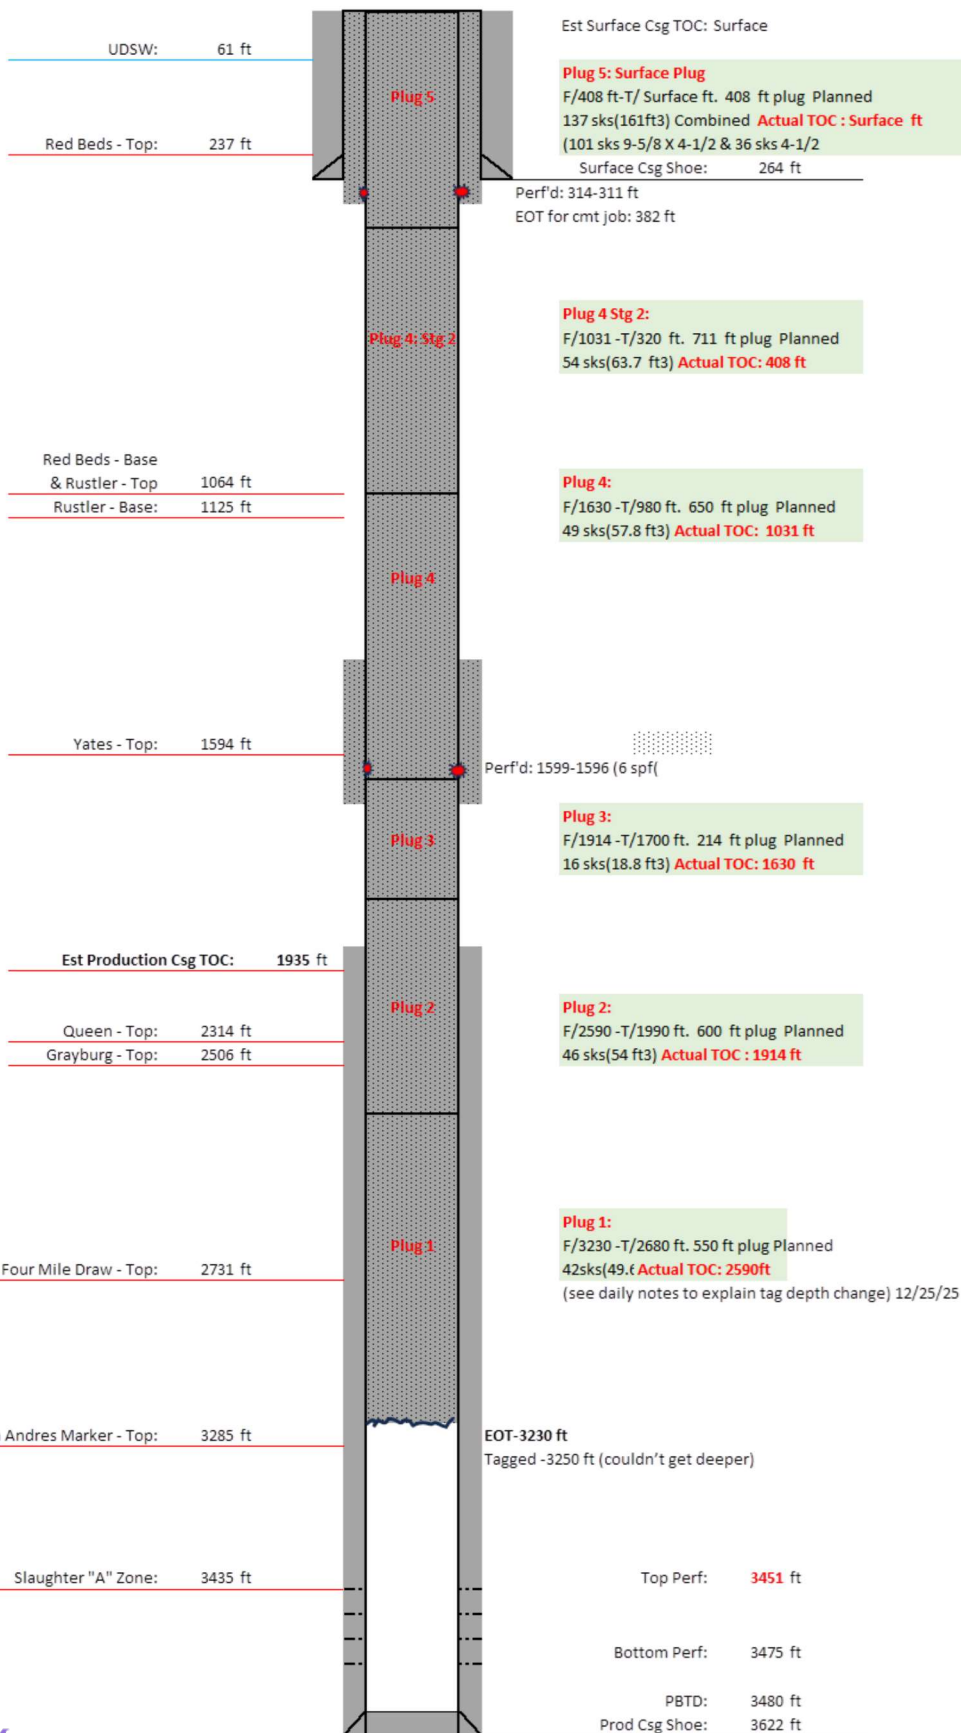 Est Surface Csg TOC: Surface
UDSW: 61 ft
Plug 5: Surface Plug
F/408 ft-T/ Surface ft. 408 ft plug Planned
137 sks(161ft3) Combined Actual TOC : Surface ft
(101 sks 9-5/8 X 4-1/2 & 36 sks 4-1/2
Plug 5
Red Beds - Top: 237 ft
Surface Csg Shoe: 264 ft
Perf'd: 314-311 ft
EOT for cmt job: 382 ft
Plug 4 Stg 2:
F/1031 -T/320 ft. 711 ft plug Planned
54 sks(63.7 ft3) Actual TOC: 408 ft
Plug 4: Stg 2
Red Beds - Base
& Rustler - Top 1064 ft
Rustler - Base: 1125 ft
Plug 4:
F/1630 -T/980 ft. 650 ft plug Planned
49 sks(57.8 ft3) Actual TOC: 1031 ft
Plug 4
Yates - Top: 1594 ft
Perf'd: 1599-1596 (6 spf(
Plug 3:
F/1914 -T/1700 ft. 214 ft plug Planned
16 sks(18.8 ft3) Actual TOC: 1630 ft
Plug 3
Est Production Csg TOC: 1935 ft
Plug 2:
F/2590 -T/1990 ft. 600 ft plug Planned
46 sks(54 ft3) Actual TOC : 1914 ft
Plug 2
Queen - Top: 2314 ft
Grayburg - Top: 2506 ft
Plug 1:
F/3230 -T/2680 ft. 550 ft plug Planned
42sks(49.6 Actual TOC: 2590ft
(see daily notes to explain tag depth change) 12/25/25
Plug 1
Four Mile Draw - Top: 2731 ft
Andres Marker - Top: 3285 ft
EOT-3230 ft
Tagged -3250 ft (couldn't get deeper)
Slaughter "A" Zone: 3435 ft
Top Perf: 3451 ft
Bottom Perf: 3475 ft
PBTD: 3480 ft
Prod Csg Shoe: 3622 ft